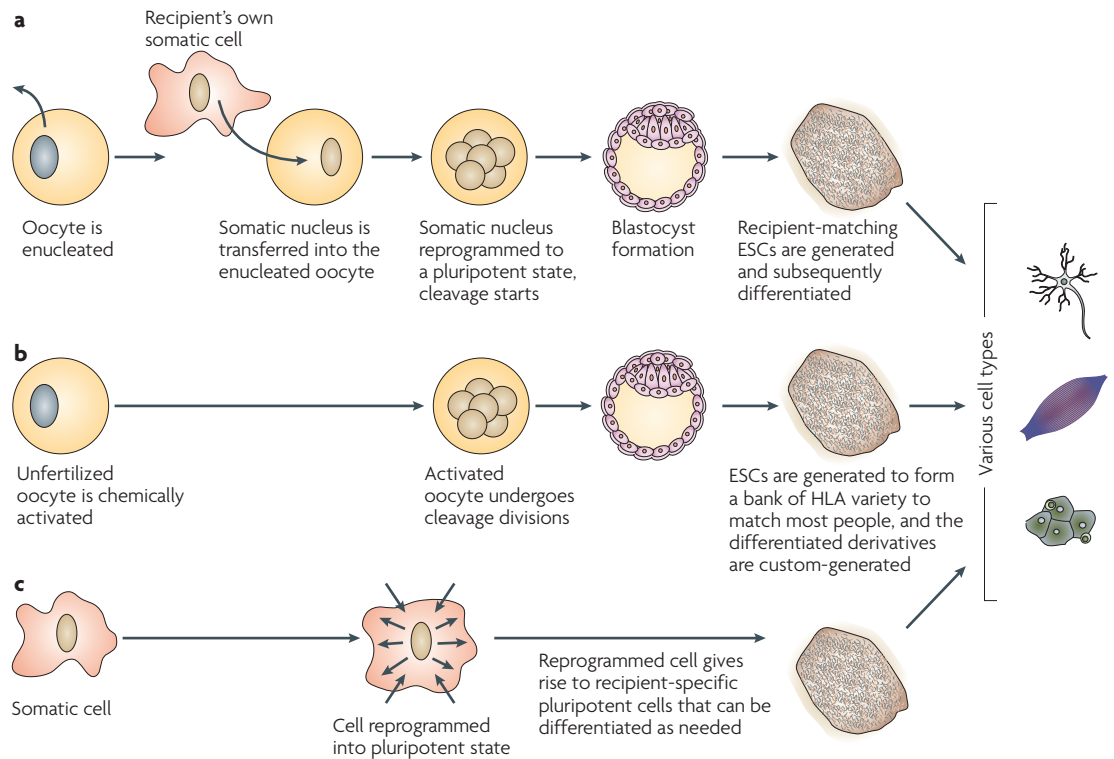 a
Recipient's own
somatic cell
Oocyte is
enucleated
Somatic nucleus is
transferred into the
enucleated oocyte
Somatic nucleus
reprogrammed to
a pluripotent state,
cleavage starts
Blastocyst
formation
Recipient-matching
ESCs are generated
and subsequently
differentiated
b
Unfertilized
oocyte is chemically
activated
Activated
oocyte undergoes
cleavage divisions
ESCs are generated to form
a bank of HLA variety to
match most people, and the
differentiated derivatives
are custom-generated
Various cell types
c
Somatic cell
Cell reprogrammed
into pluripotent state
Reprogrammed cell gives
rise to recipient-specific
pluripotent cells that can be
differentiated as needed